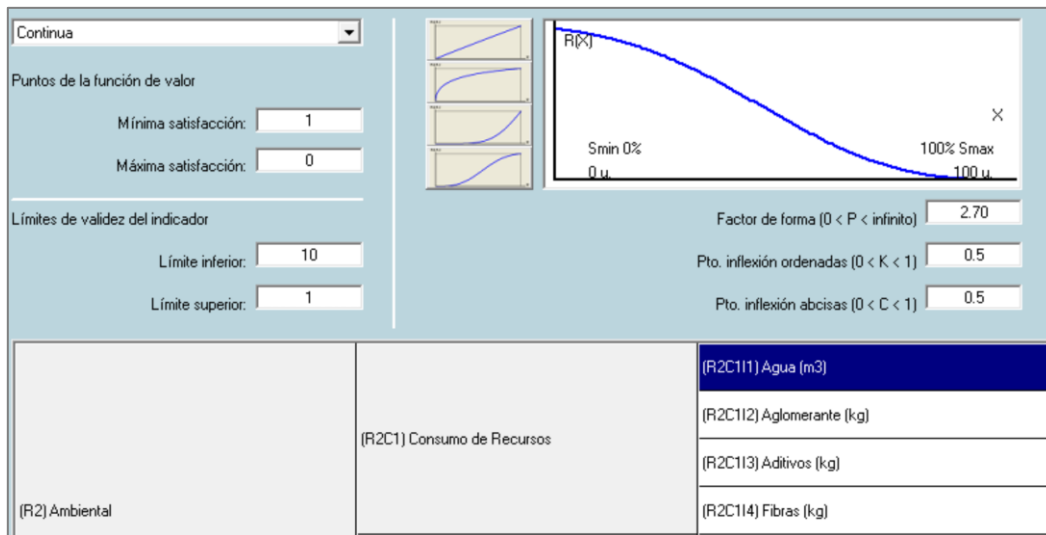 Continua
Puntos de la función de valor
Mínima satisfacción: 1
Máxima satisfacción: 0
Límites de validez del indicador
Límite inferior: 10
Límite superior: 1
R(X)
X
Smin 0%
100% Smax
0 u.
100 u.
Factor de forma (0 < P < infinito) 2.70
Pto. inflexión ordenadas (0 < K < 1) 0.5
Pto. inflexión abcisas (0 < C < 1) 0.5
(R2) Ambiental
(R2C1) Consumo de Recursos
(R2C1I1) Agua (m3)
(R2C1I2) Aglomerante (kg)
(R2C1I3) Aditivos (kg)
(R2C1I4) Fibras (kg)